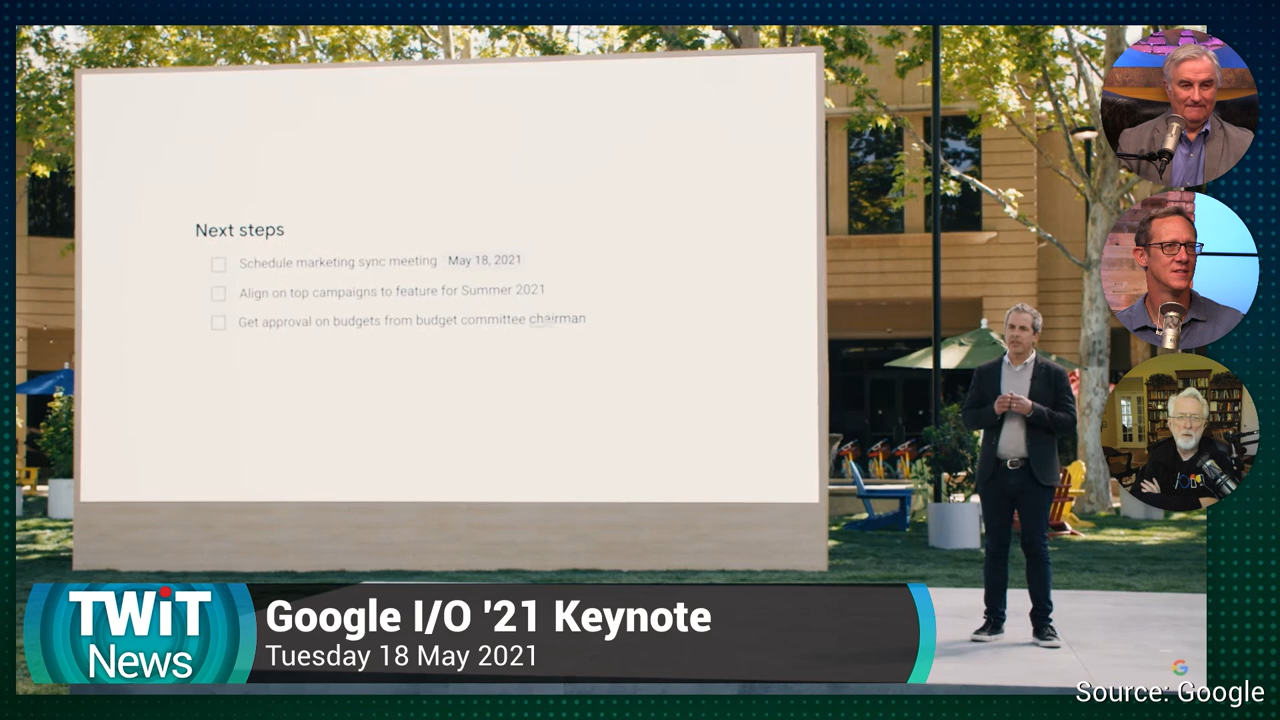 Next steps
Schedule marketing sync meeting May 18, 2021
Align on top campaigns to feature for Summer 2021
Get approval on budgets from budget committee chairman
TWiT
News
Google I/O '21 Keynote
Tuesday 18 May 2021
Source: Google